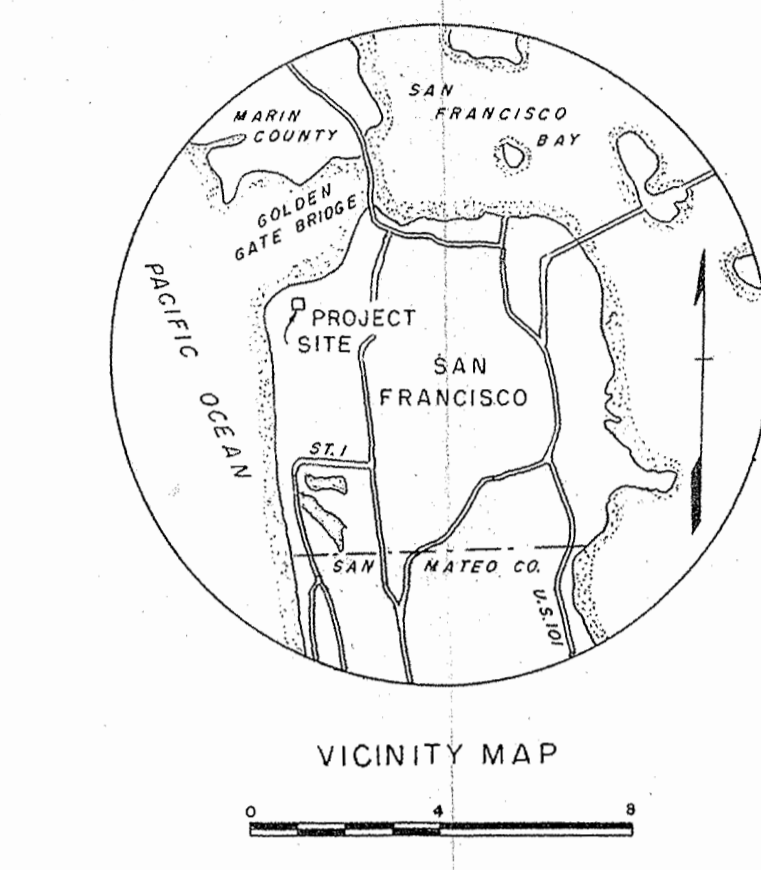 SAN
FRANCISCO
BAY
MARIN
COUNTY
GOLDEN
GATE BRIDGE
PACIFIC OCEAN
PROJECT
SITE
SAN
FRANCISCO
ST. 1
SAN MATEO CO.
U.S. 101
VICINITY MAP
0 4 8